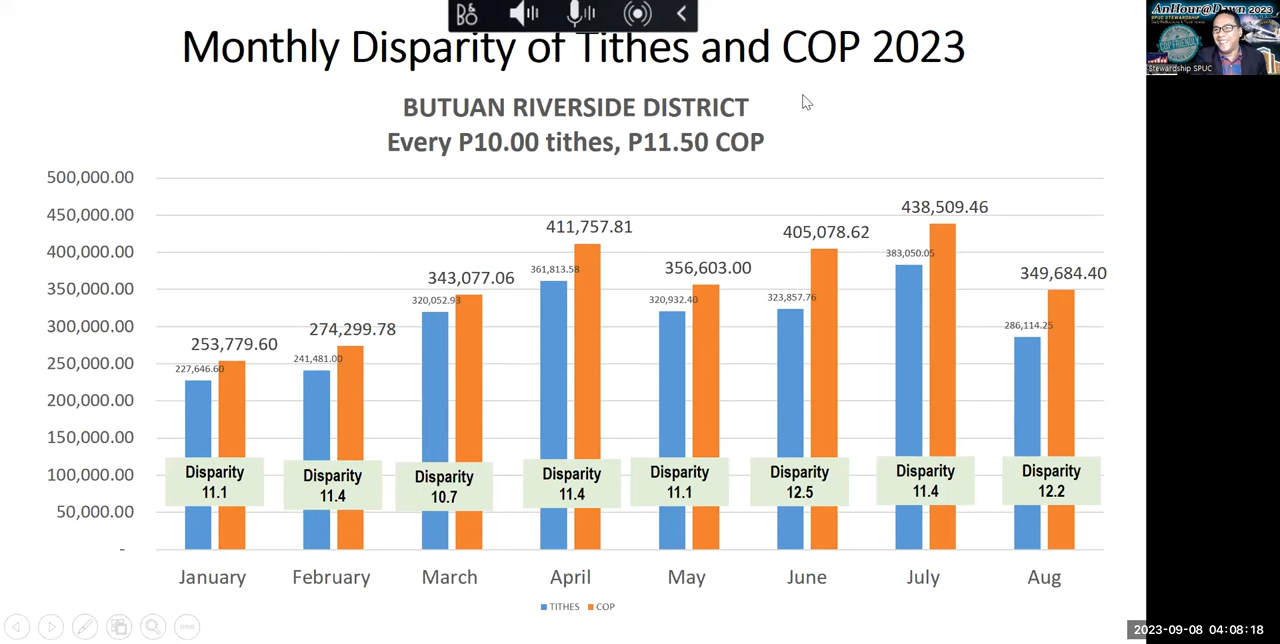 Monthly Disparity of Tithes and COP 2023
AnHour@Dawn 2023
SPUC STEWARDSHIP
Stewardship SPUC
BUTUAN RIVERSIDE DISTRICT
Every P10.00 tithes, P11.50 COP
500,000.00
450,000.00
400,000.00
350,000.00
300,000.00
250,000.00
200,000.00
150,000.00
100,000.00
50,000.00
-
227,646.60
253,779.60
241,481.00
274,299.78
320,052.93
343,077.06
361,813.58
411,757.81
320,932.40
356,603.00
323,857.76
405,078.62
383,050.05
438,509.46
286,114.25
349,684.40
Disparity
11.1
Disparity
11.4
Disparity
10.7
Disparity
11.4
Disparity
11.1
Disparity
12.5
Disparity
11.4
Disparity
12.2
January February March April May June July Aug
TITHES COP
2023-09-08 04:08:18